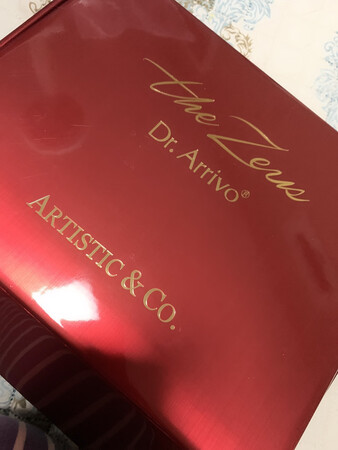 the Zeus
Dr. Arrivo®
ARTISTIC & CO.